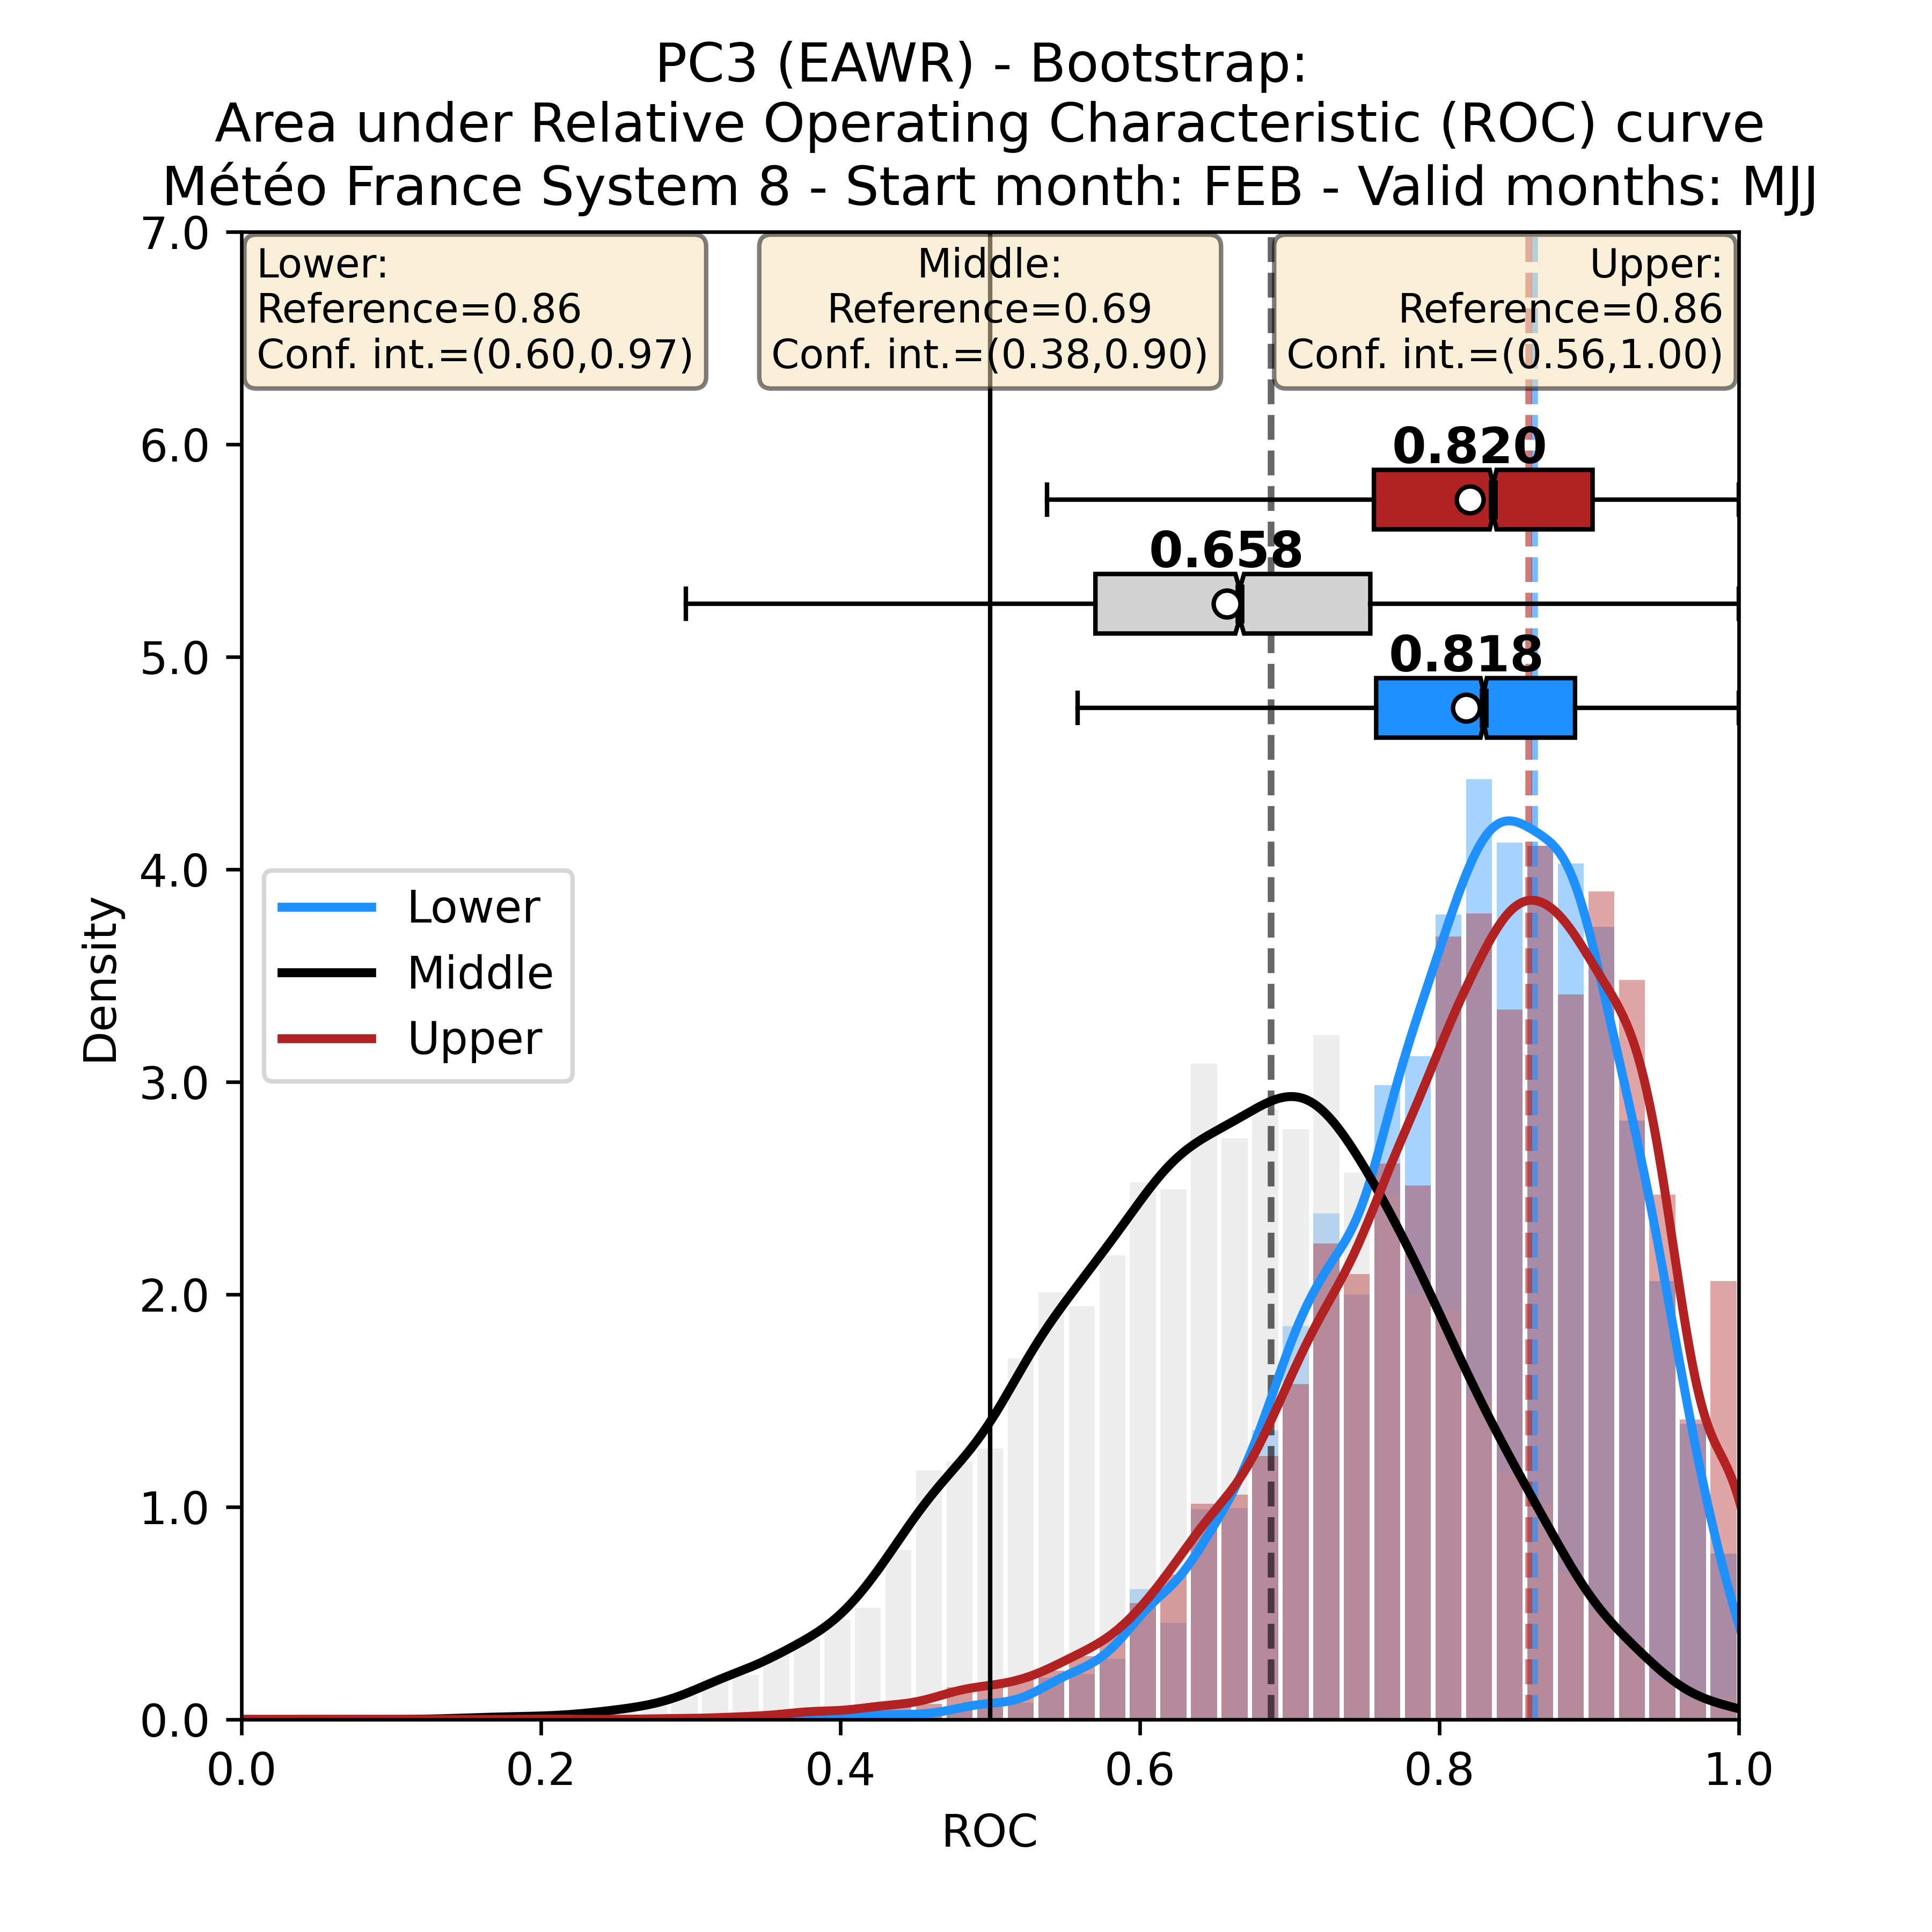 PC3 (EAWR) - Bootstrap:
Area under Relative Operating Characteristic (ROC) curve
Météo France System 8 - Start month: FEB - Valid months: MJJ
7.0
Lower:
Reference=0.86
Conf. int.=(0.60,0.97)
Middle:
Reference=0.69
Conf. int.=(0.38,0.90)
Upper:
Reference=0.86
Conf. int.=(0.56,1.00)
6.0
0.820
0.658
5.0
0.818
4.0
Lower
Middle
Upper
Density
3.0
2.0
1.0
0.0
0.0
0.2
0.4
0.6
0.8
1.0
ROC